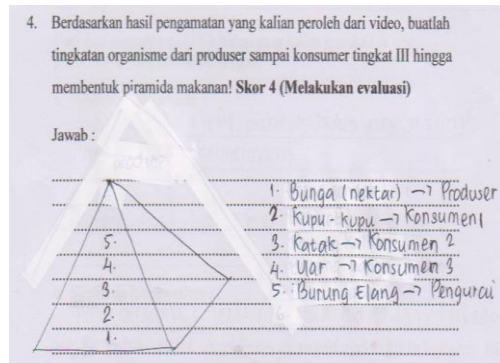 4. Berdasarkan hasil pengamatan yang kalian peroleh dari video, buatlah
tingkatan organisme dari produser sampai konsumer tingkat III hingga
membentuk piramida makanan! Skor 4 (Melakukan evaluasi)
Jawab :
1. Bunga (nektar) → Produser
2. Kupu-kupu → Konsumen 1
3. Katak → Konsumen 2
4. Ular → Konsumen 3
5. Burung Elang → Pengurai
5.
4.
3.
2.
1.